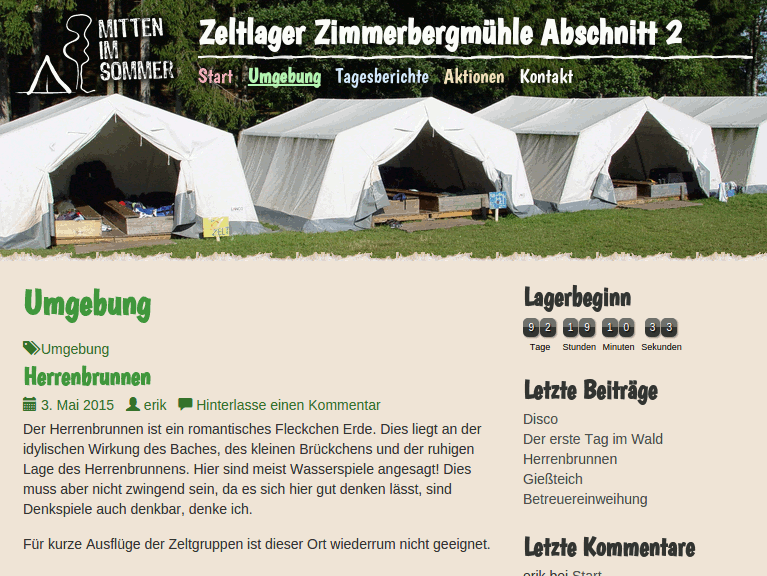 MITTEN
IM
SOMMER
Zeltlager Zimmerbergmühle Abschnitt 2
Start Umgebung Tagesberichte Aktionen Kontakt
Umgebung
Umgebung
Herrenbrunnen
3. Mai 2015 erik Hinterlasse einen Kommentar
Der Herrenbrunnen ist ein romantisches Fleckchen Erde. Dies liegt an der
idylischen Wirkung des Baches, des kleinen Brückchens und der ruhigen
Lage des Herrenbrunnens. Hier sind meist Wasserspiele angesagt! Dies
muss aber nicht zwingend sein, da es sich hier gut denken lässt, sind
Denkspiele auch denkbar, denke ich.
Für kurze Ausflüge der Zeltgruppen ist dieser Ort wiederrum nicht geeignet.
Lagerbeginn
92 19 10 33
Tage Stunden Minuten Sekunden
Letzte Beiträge
Disco
Der erste Tag im Wald
Herrenbrunnen
Gießteich
Betreuereinweihung
Letzte Kommentare
erik bei Start